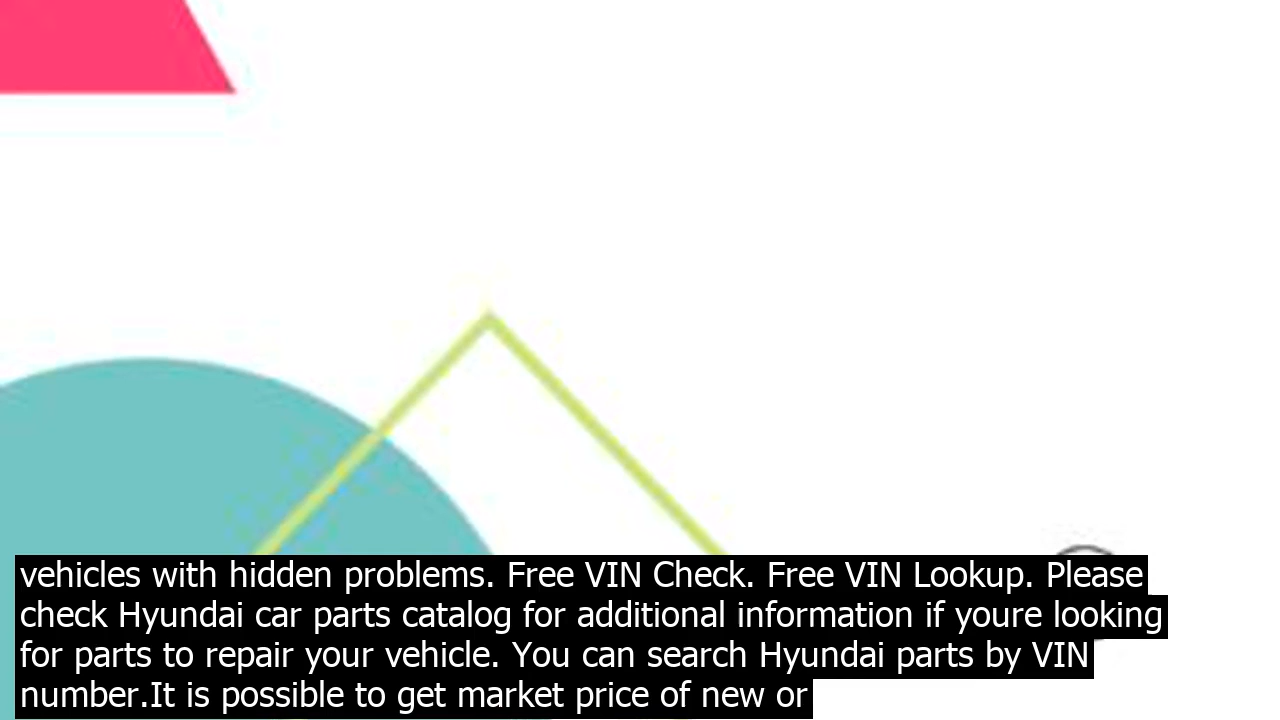 vehicles with hidden problems. Free VIN Check. Free VIN Lookup. Please
check Hyundai car parts catalog for additional information if youre looking
for parts to repair your vehicle. You can search Hyundai parts by VIN
number.It is possible to get market price of new or